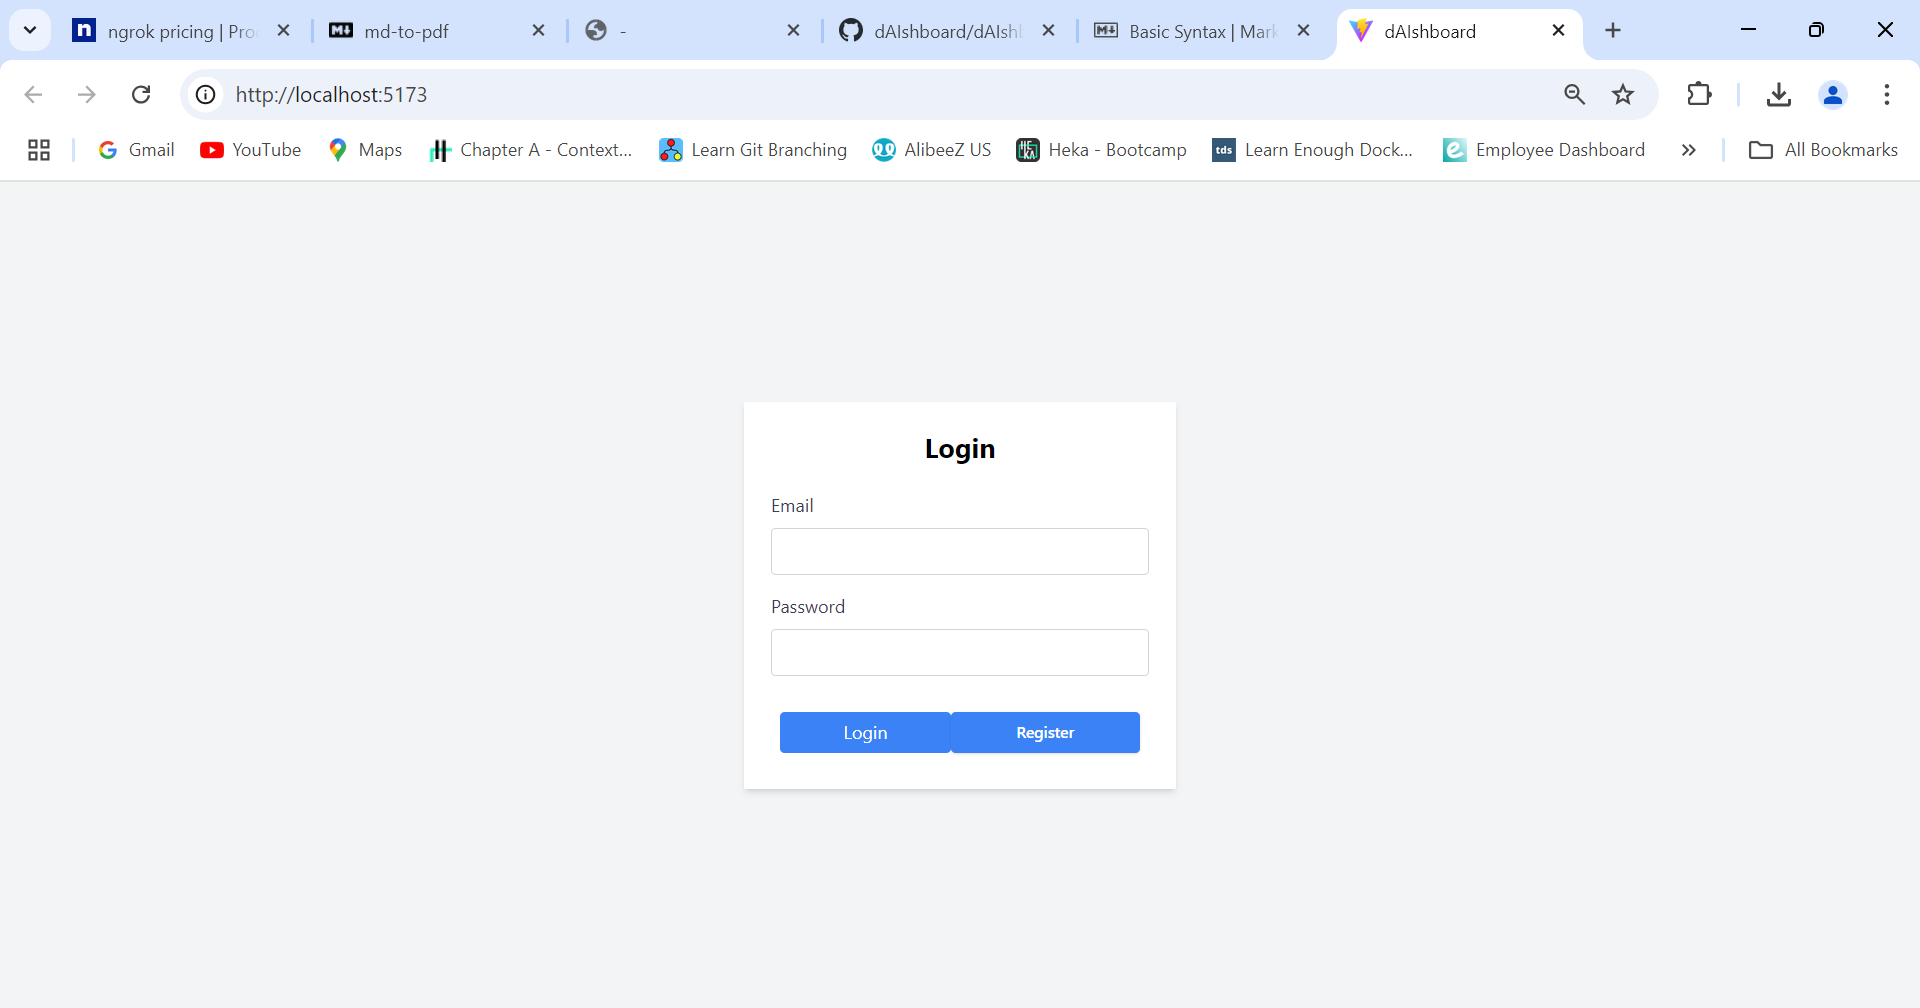 ngrok pricing | Pro
md-to-pdf
-
dAIshboard/dAIsh
Basic Syntax | Mark
dAIshboard
http://localhost:5173
Gmail
YouTube
Maps
Chapter A - Context...
Learn Git Branching
AlibeeZ US
Heka - Bootcamp
tds
Learn Enough Dock...
Employee Dashboard
All Bookmarks
Login
Email
Password
Login
Register